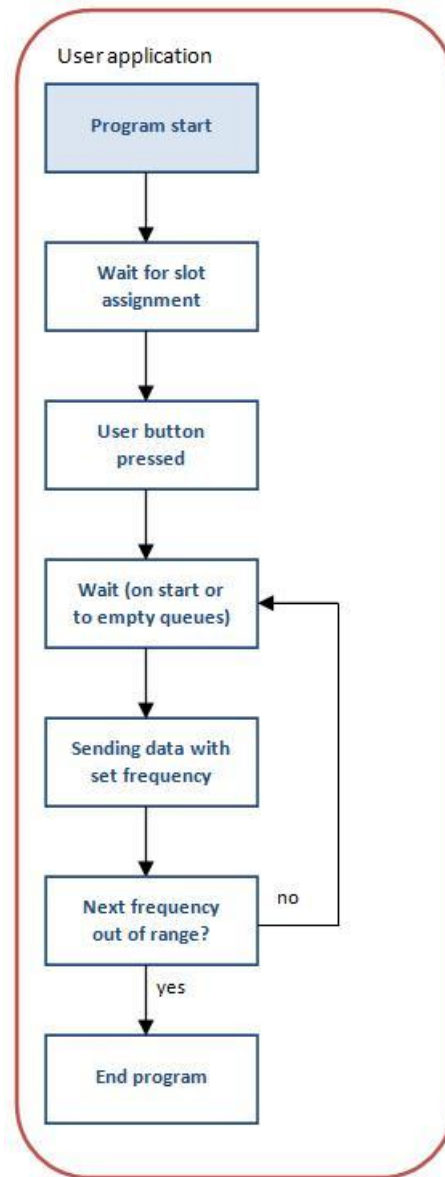 User application
Program start
Wait for slot
assignment
User button
pressed
Wait (on start or
to empty queues)
Sending data with
set frequency
Next frequency
out of range?
no
yes
End program